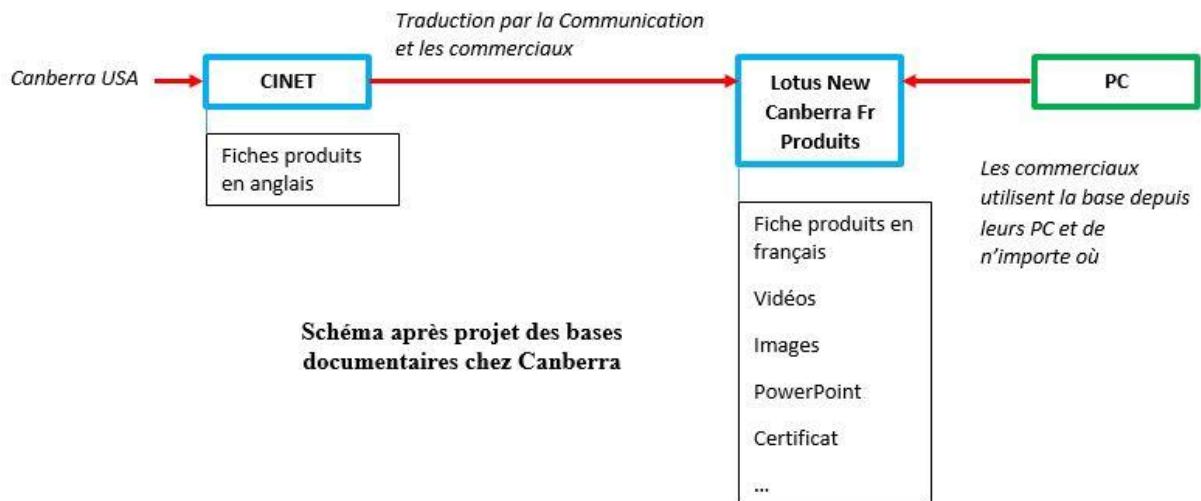 Traduction par la Communication
et les commerciaux
Canberra USA
CINET
Lotus New
Canberra Fr
Produits
PC
Fiches produits
en anglais
Les commerciaux
utilisent la base depuis
leurs PC et de
n'importe où
Fiche produits en
français
Vidéos
Images
PowerPoint
Certificat
...
Schéma après projet des bases
documentaires chez Canberra